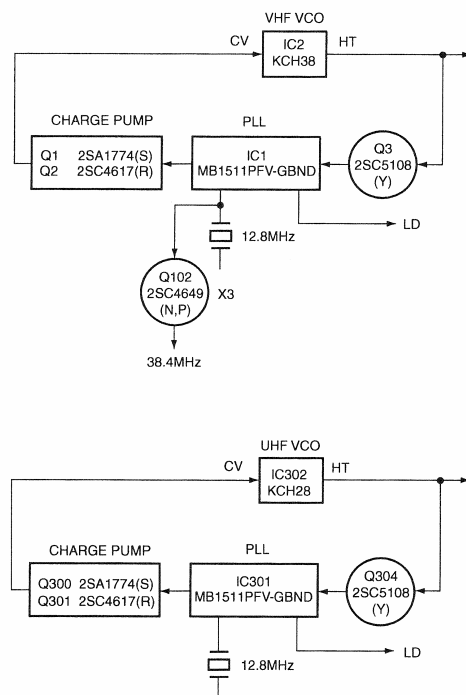 VHF VCO
CV
IC2
KCH38
HT
CHARGE PUMP
PLL
Q1 2SA1774(S)
Q2 2SC4617(R)
IC1
MB1511PFV-GBND
Q3
2SC5108
(Y)
LD
12.8MHz
Q102
2SC4649
(N,P)
X3
38.4MHz
UHF VCO
CV
IC302
KCH28
HT
CHARGE PUMP
PLL
Q300 2SA1774(S)
Q301 2SC4617(R)
IC301
MB1511PFV-GBND
Q304
2SC5108
(Y)
LD
12.8MHz